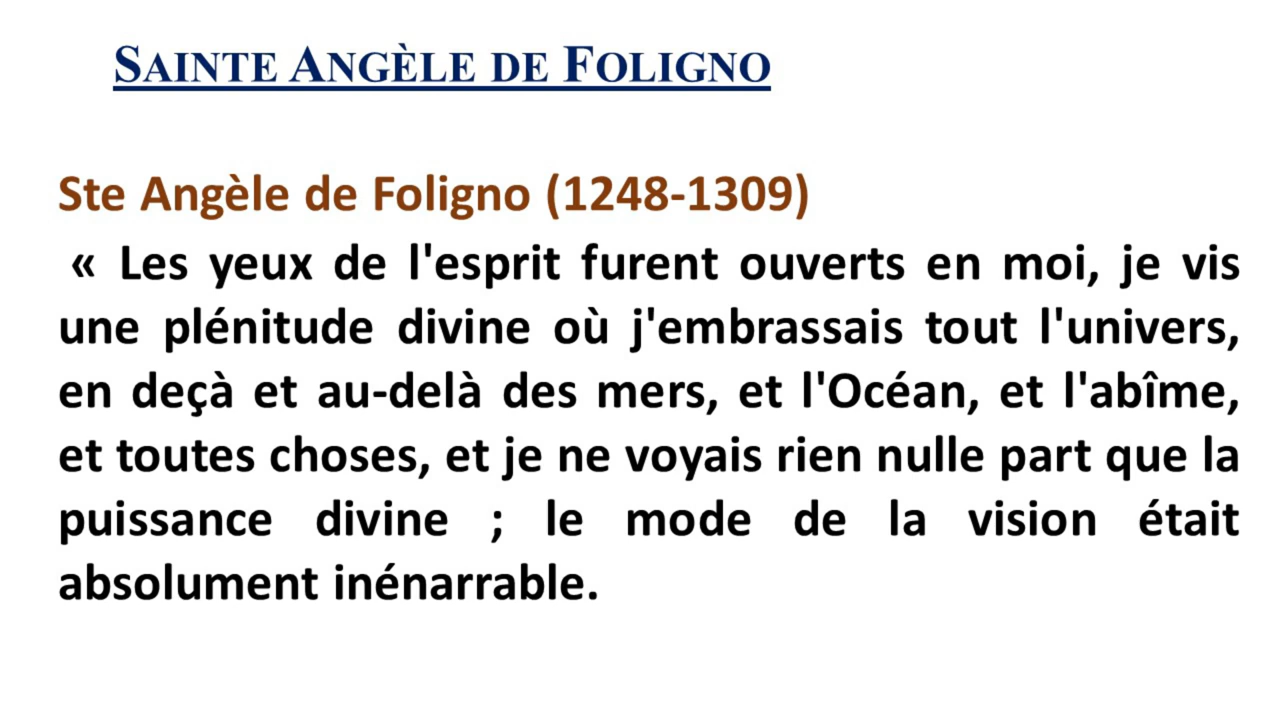 SAINTE ANGÈLE DE FOLIGNO
Ste Angèle de Foligno (1248-1309)
« Les yeux de l'esprit furent ouverts en moi, je vis
une plénitude divine où j'embrassais tout l'univers,
en deçà et au-delà des mers, et l'Océan, et l'abîme,
et toutes choses, et je ne voyais rien nulle part que la
puissance divine ; le mode de la vision était
absolument inénarrable.